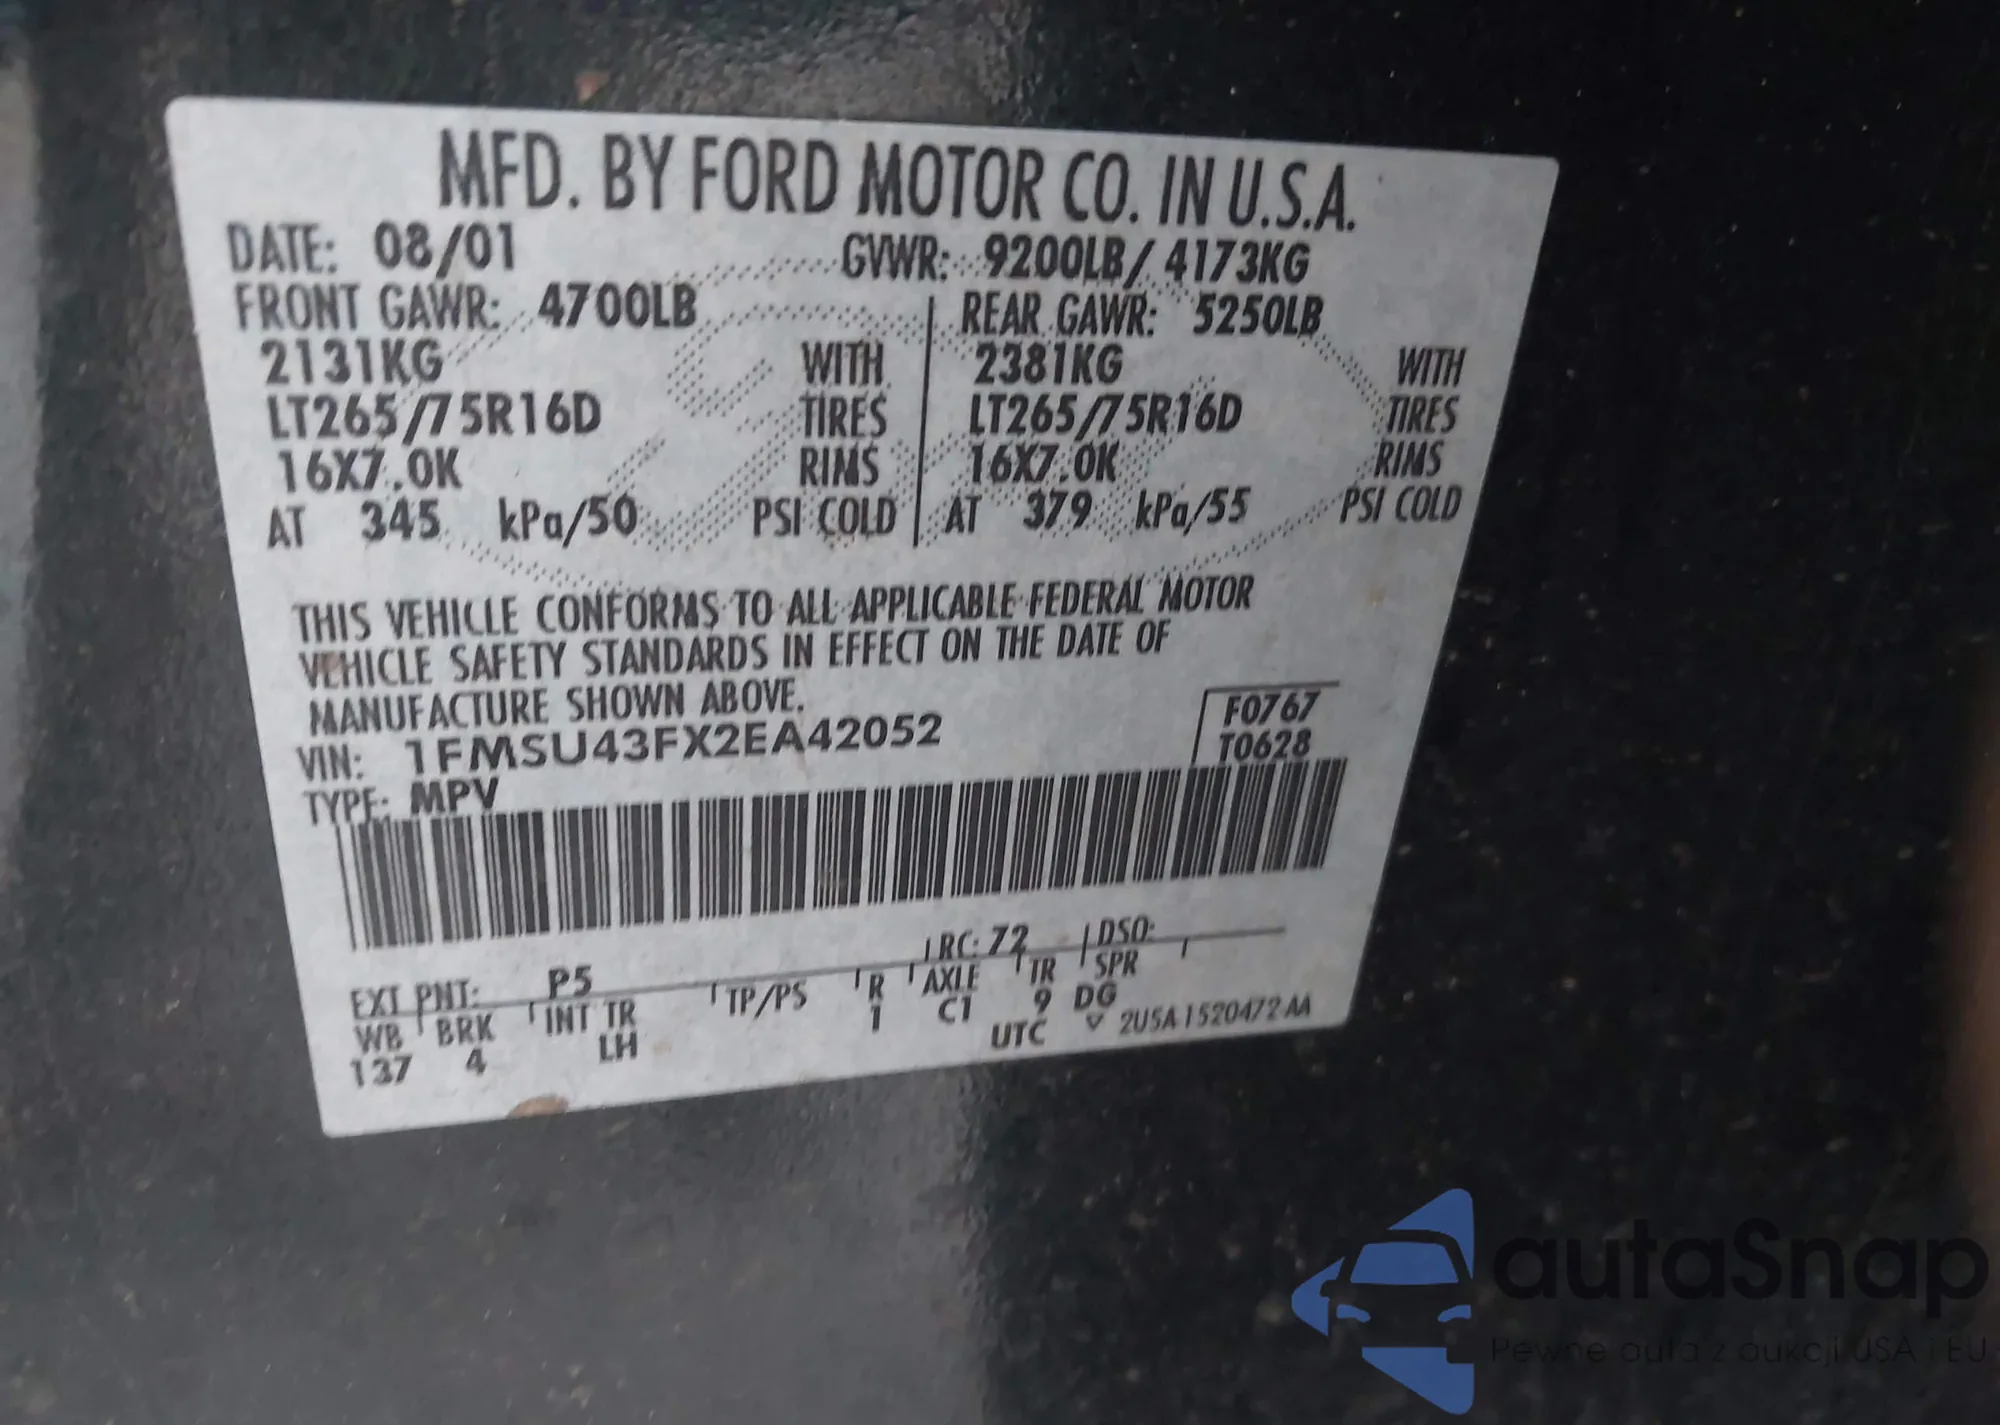 MFD. BY FORD MOTOR CO. IN U.S.A.
DATE: 08/01 GVWR: 9200LB/ 4173KG
FRONT GAWR: 4700LB REAR GAWR: 5250LB
2131KG WITH 2381KG WITH
LT265/75R16D TIRES LT265/75R16D TIRES
16X7.0K RIMS 16X7.0K RIMS
AT 345 kPa/50 PSI COLD AT 379 kPa/55 PSI COLD
THIS VEHICLE CONFORMS TO ALL APPLICABLE FEDERAL MOTOR
VEHICLE SAFETY STANDARDS IN EFFECT ON THE DATE OF
MANUFACTURE SHOWN ABOVE.
F0767
VIN: 1FMSU43FX2EA42052 T0628
TYPE: MPV
EXT PNT: P5 RC: 72 DSO:
WB BRK INT TR TP/PS R AXLE TR SPR
137 4 LH 1 C1 9 DG
UTC ▽ 2U5A 1520472 AA
autaSnap
Pewne auta z aukcji USA i EU